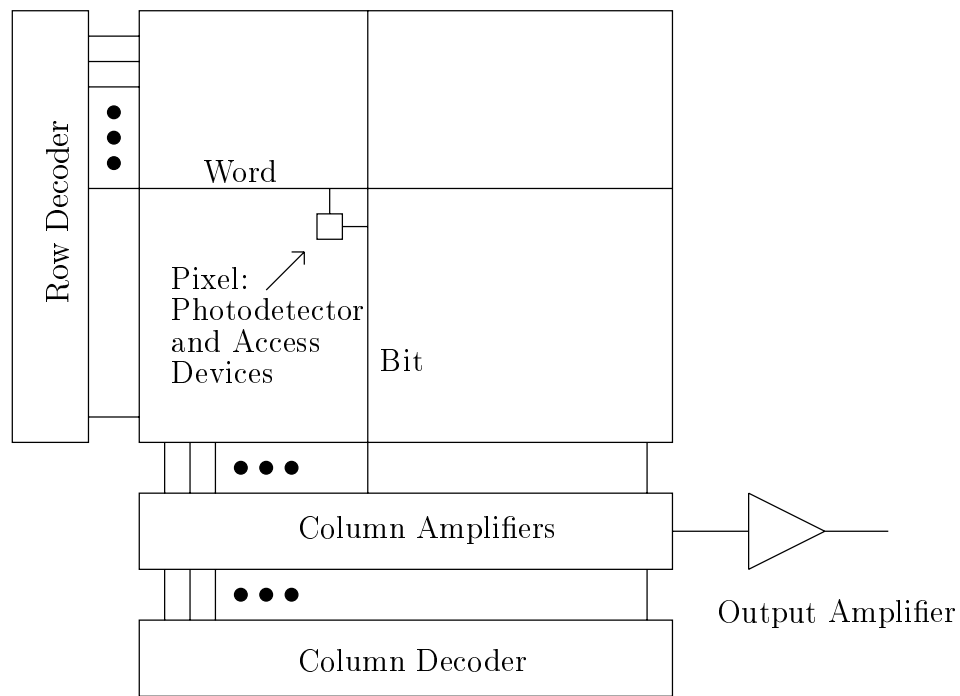 Row Decoder
Word
Pixel:
Photodetector
and Access
Devices
Bit
Column Amplifiers
Output Amplifier
Column Decoder